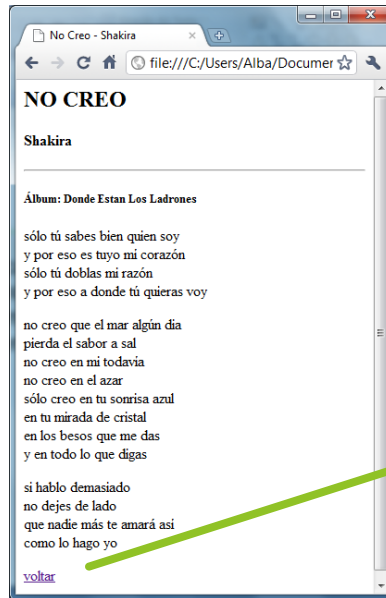 No Creo - Shakira
file:///C:/Users/Alba/Documer
NO CREO
Shakira
Álbum: Donde Estan Los Ladrones
sólo tú sabes bien quien soy
y por eso es tuyo mi corazón
sólo tú doblas mi razón
y por eso a donde tú quieras voy
no creo que el mar algún dia
pierda el sabor a sal
no creo en mi todavia
no creo en el azar
sólo creo en tu sonrisa azul
en tu mirada de cristal
en los besos que me das
y en todo lo que digas
si hablo demasiado
no dejes de lado
que nadie más te amará asi
como lo hago yo
voltar